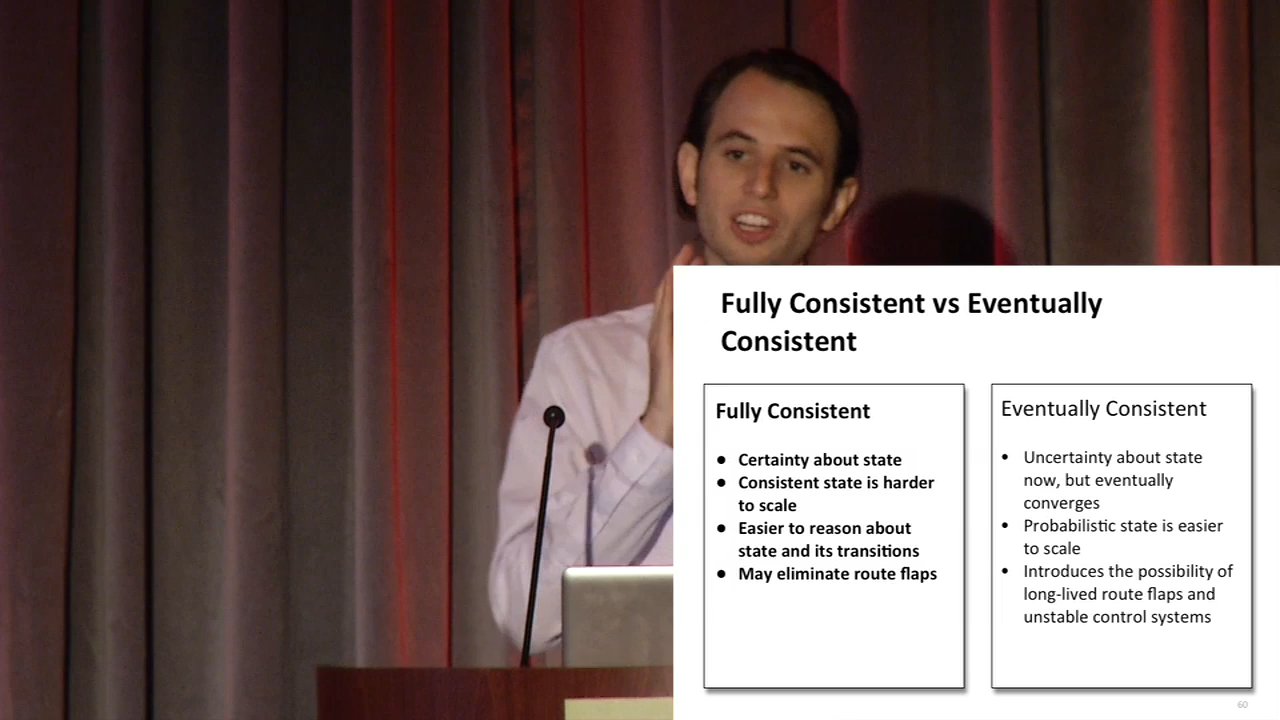 Fully Consistent vs Eventually
Consistent
Fully Consistent
● Certainty about state
● Consistent state is harder
to scale
● Easier to reason about
state and its transitions
● May eliminate route flaps
Eventually Consistent
• Uncertainty about state
now, but eventually
converges
• Probabilistic state is easier
to scale
• Introduces the possibility of
long-lived route flaps and
unstable control systems
60